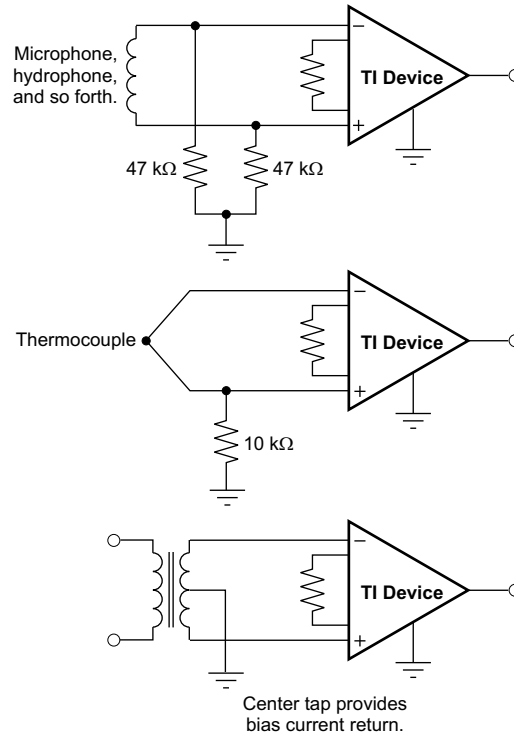 Microphone,
hydrophone,
and so forth.
−
TI Device
+
47 kΩ
47 kΩ
−
Thermocouple
TI Device
+
10 kΩ
−
TI Device
+
Center tap provides
bias current return.